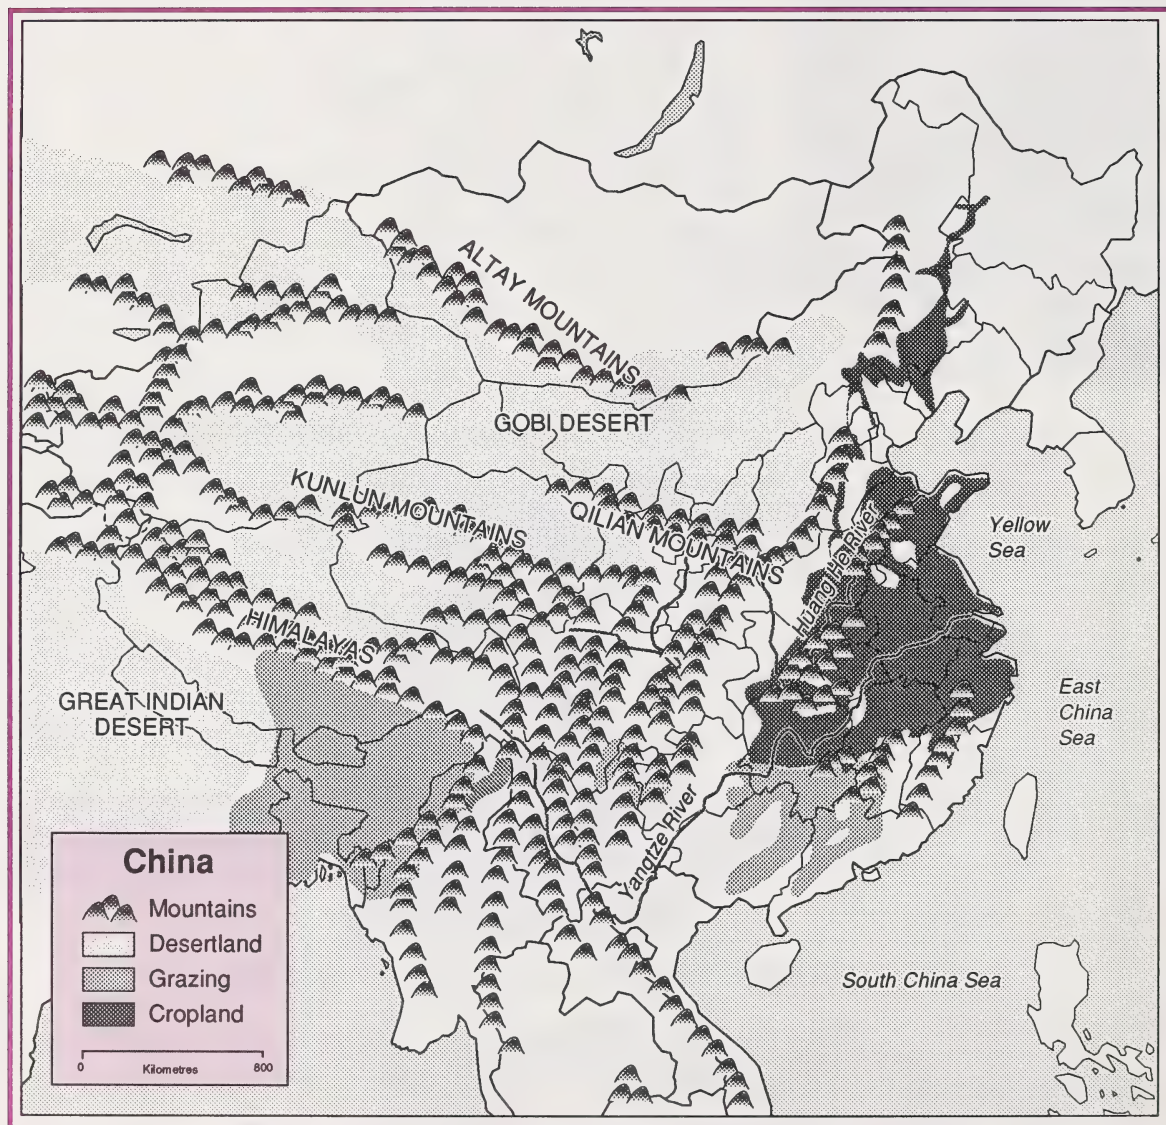 ALTAY MOUNTAINS
GOBI DESERT
KUNLUN MOUNTAINS
QILIAN MOUNTAINS
Yellow
Sea
Huang He River
HIMALAYAS
GREAT INDIAN
DESERT
East
China
Sea
Yangtze River
South China Sea
China
Mountains
Desertland
Grazing
Cropland
0 800
Kilometres